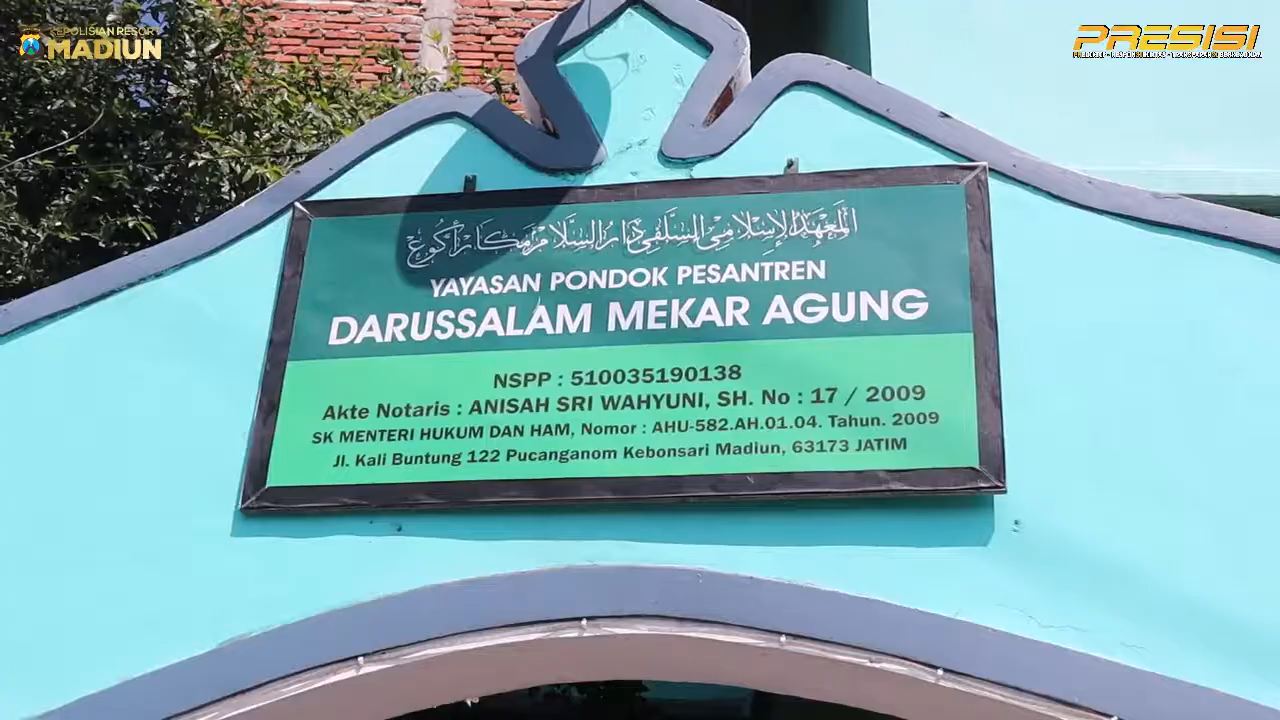 KEPOLISIAN RESOR
MADIUN
PRESISI
المعهد الإسلامي السلفي دار السلام مكار أكوغ
YAYASAN PONDOK PESANTREN
DARUSSALAM MEKAR AGUNG
NSPP : 510035190138
Akte Notaris : ANISAH SRI WAHYUNI, SH. No : 17 / 2009
SK MENTERI HUKUM DAN HAM, Nomor : AHU-582.AH.01.04. Tahun. 2009
Jl. Kali Buntung 122 Pucanganom Kebonsari Madiun, 63173 JATIM